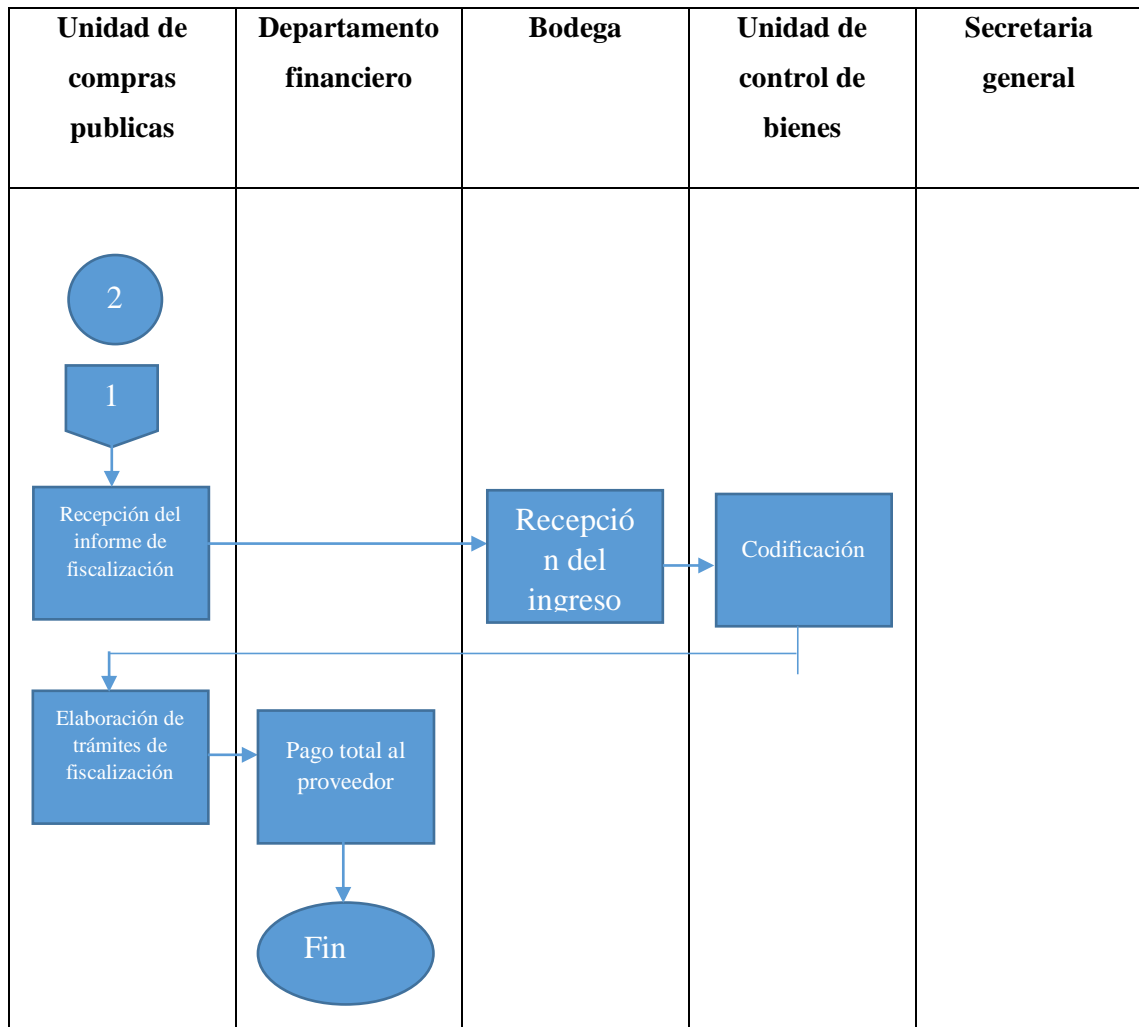 Unidad de
compras
publicas
Departamento
financiero
Bodega
Unidad de
control de
bienes
Secretaria
general
2
1
Recepción del
informe de
fiscalización
Recepció
n del
ingreso
Codificación
Elaboración de
trámites de
fiscalización
Pago total al
proveedor
Fin